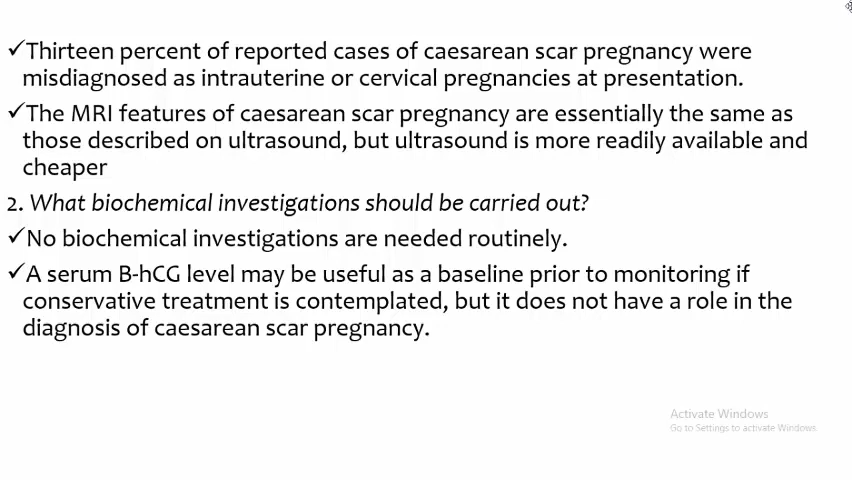 ✓Thirteen percent of reported cases of caesarean scar pregnancy were
misdiagnosed as intrauterine or cervical pregnancies at presentation.
✓The MRI features of caesarean scar pregnancy are essentially the same as
those described on ultrasound, but ultrasound is more readily available and
cheaper
2. What biochemical investigations should be carried out?
✓No biochemical investigations are needed routinely.
✓A serum B-hCG level may be useful as a baseline prior to monitoring if
conservative treatment is contemplated, but it does not have a role in the
diagnosis of caesarean scar pregnancy.
Activate Windows
Go to Settings to activate Windows.